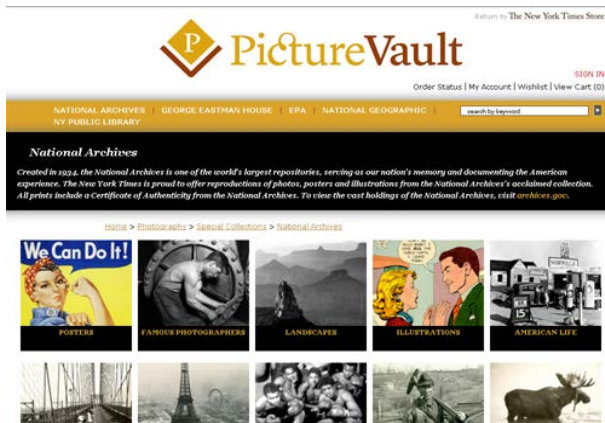 Return to The New York Times Store
P PictureVault
SIGN IN
Order Status | My Account | Wishlist | View Cart (0)
NATIONAL ARCHIVES | GEORGE EASTMAN HOUSE | EPA | NATIONAL GEOGRAPHIC |
search by keyword
NY PUBLIC LIBRARY
National Archives
Created in 1934, the National Archives is one of the world's largest repositories, serving as our nation's memory and documenting the American
experience. The New York Times is proud to offer reproductions of photos, posters and illustrations from the National Archives's acclaimed collection.
All prints include a Certificate of Authenticity from the National Archives. To view the vast holdings of the National Archives, visit archives.gov.
Home > Photography > Special Collections > National Archives
We Can Do It!
NORWALK
15
POSTERS
FAMOUS PHOTOGRAPHERS
LANDSCAPES
ILLUSTRATIONS
AMERICAN LIFE